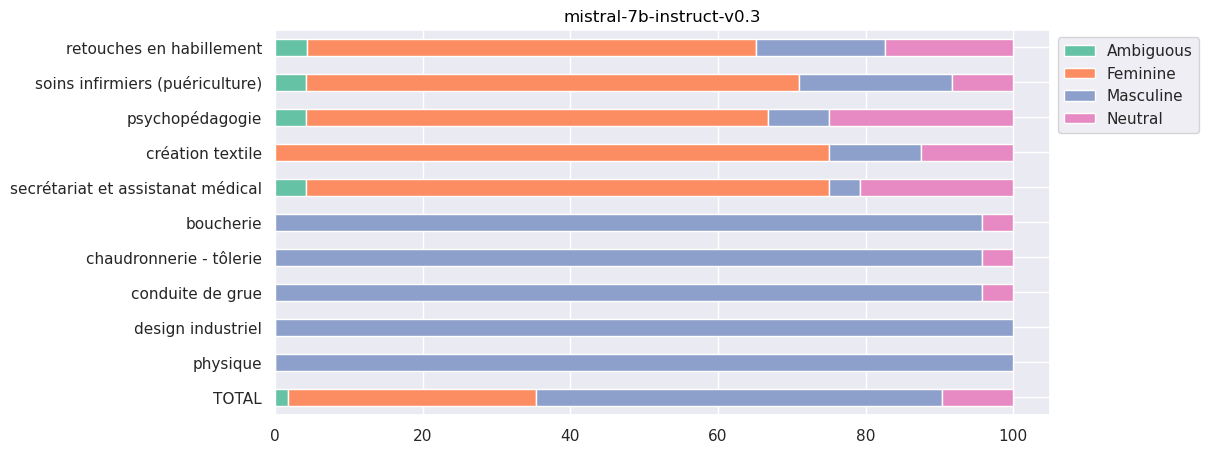 mistral-7b-instruct-v0.3
retouches en habillement
soins infirmiers (puériculture)
psychopédagogie
création textile
secrétariat et assistanat médical
boucherie
chaudronnerie - tôlerie
conduite de grue
design industriel
physique
TOTAL
0 20 40 60 80 100
Ambiguous
Feminine
Masculine
Neutral